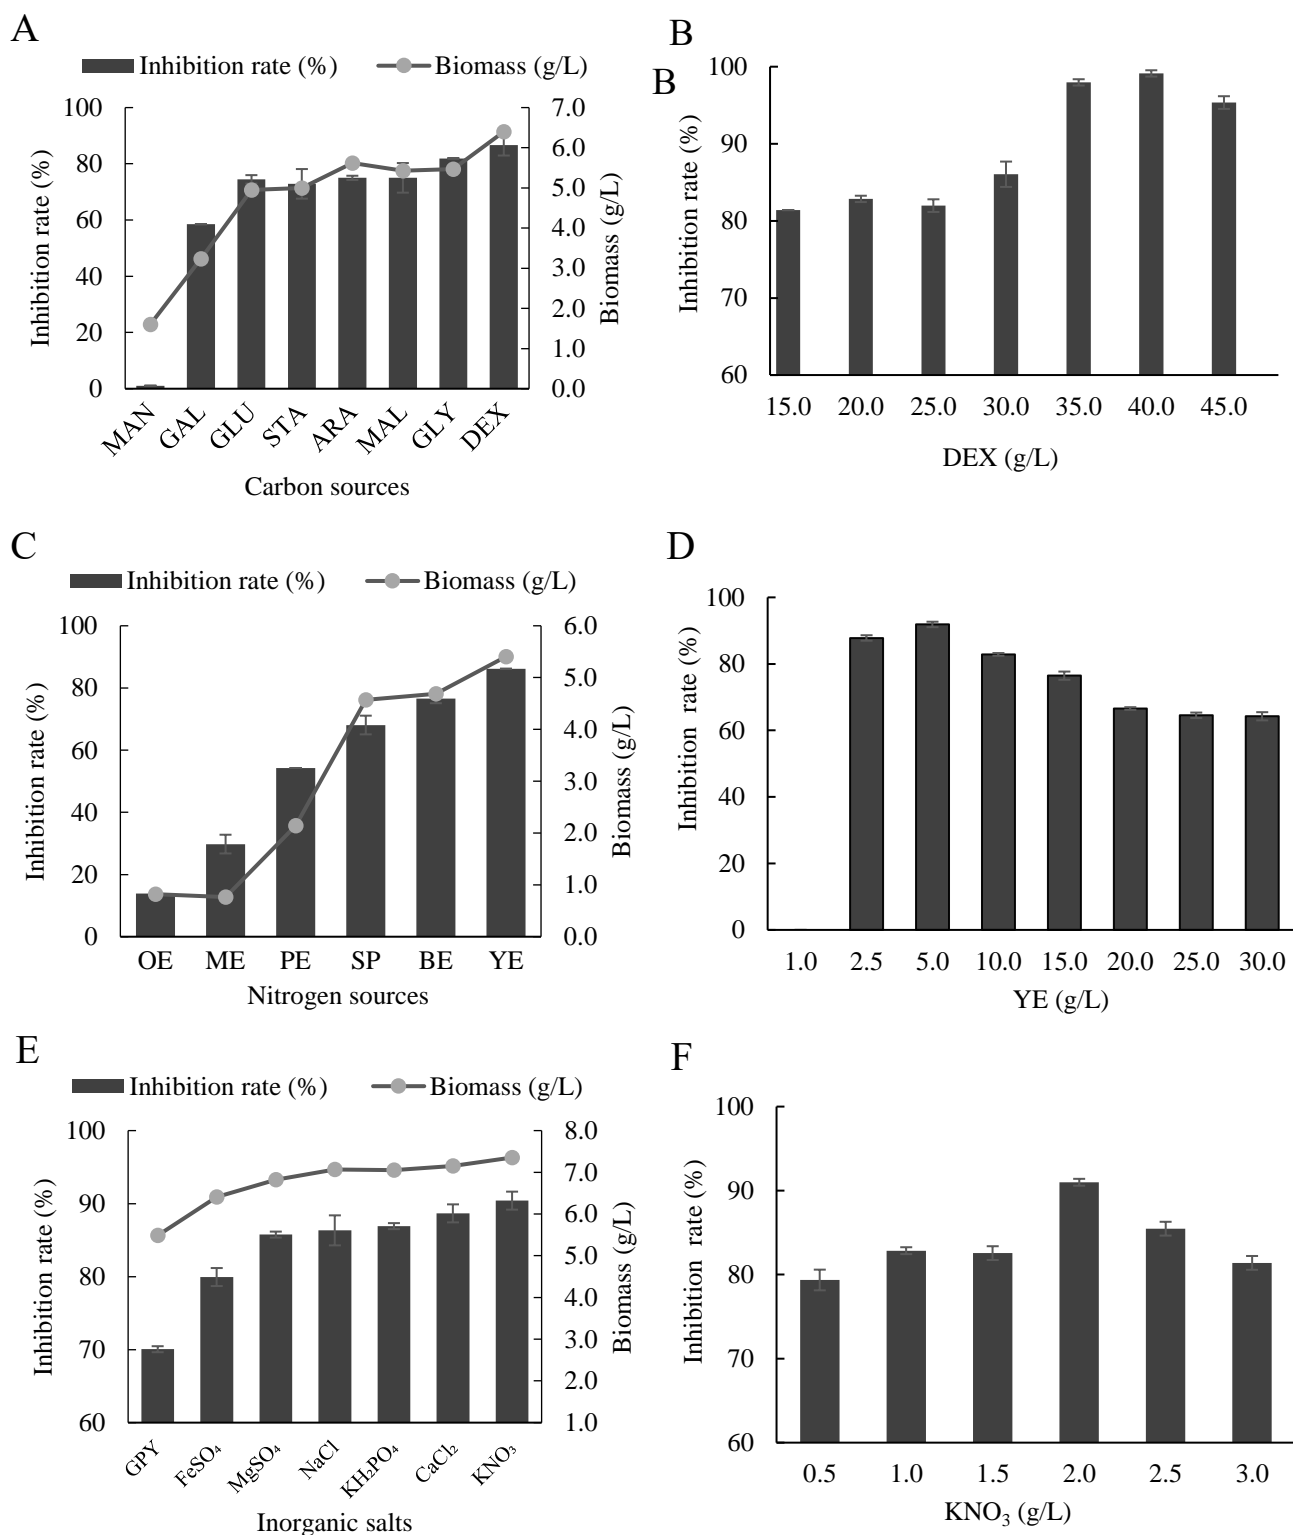 A
Inhibition rate (%) Biomass (g/L)
Inhibition rate (%)
100
80
60
40
20
0
7.0
6.0
5.0
4.0
3.0
2.0
1.0
0.0
Biomass (g/L)
MAN GAL GLU STA ARA MAL GLY DEX
Carbon sources
B
B
Inhibition rate (%)
100
90
80
70
60
15.0 20.0 25.0 30.0 35.0 40.0 45.0
DEX (g/L)
C
Inhibition rate (%) Biomass (g/L)
Inhibition rate (%)
100
80
60
40
20
0
6.0
5.0
4.0
3.0
2.0
1.0
0.0
Biomass (g/L)
OE ME PE SP BE YE
Nitrogen sources
D
Inhibition rate (%)
100
80
60
40
20
0
1.0 2.5 5.0 10.0 15.0 20.0 25.0 30.0
YE (g/L)
E
Inhibition rate (%) Biomass (g/L)
Inhibition rate (%)
100
90
80
70
60
8.0
7.0
6.0
5.0
4.0
3.0
2.0
1.0
Biomass (g/L)
GPY FeSO₄ MgSO₄ NaCl KH₂PO₄ CaCl₂ KNO₃
Inorganic salts
F
Inhibition rate (%)
100
90
80
70
60
0.5 1.0 1.5 2.0 2.5 3.0
KNO₃ (g/L)